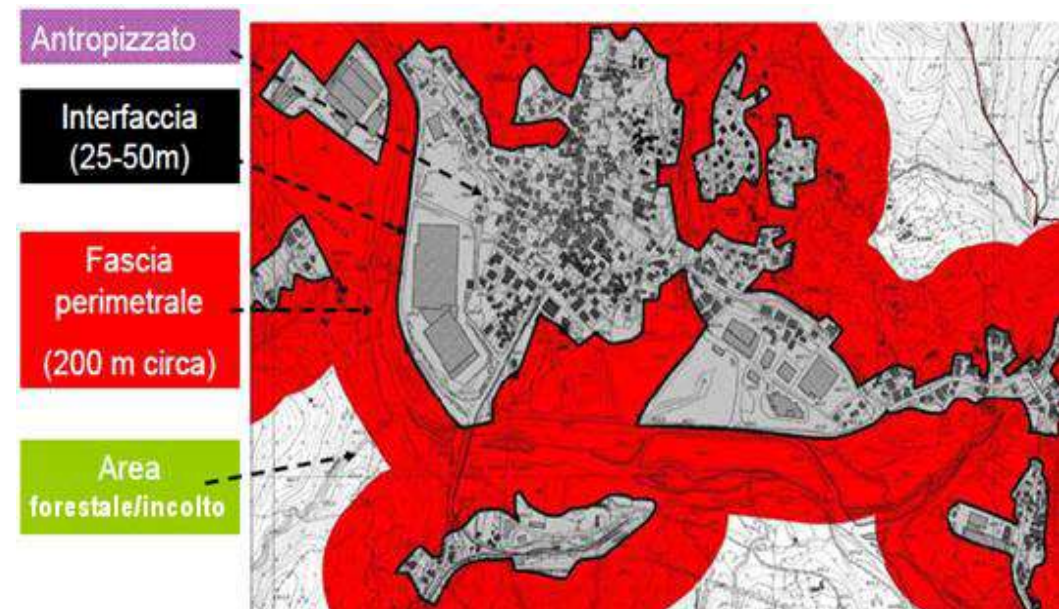 Antropizzato
Interfaccia
(25-50m)
Fascia
perimetrale
(200 m circa)
Area
forestale/incolto